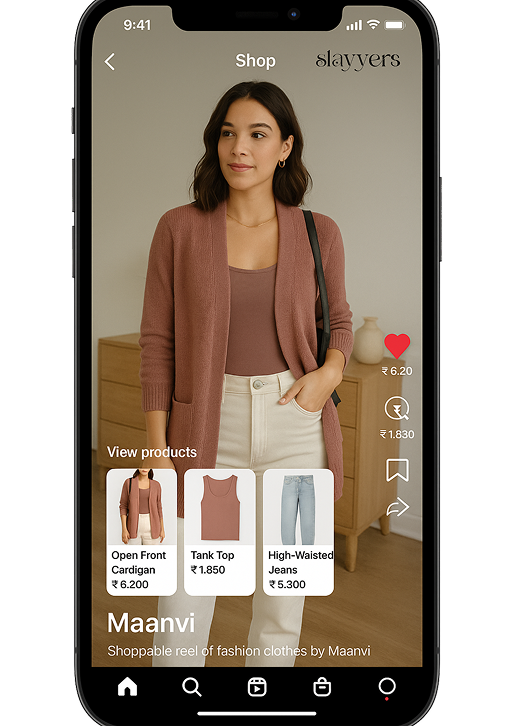 9:41
Shop
slayyers
₹ 6.20
₹ 1.830
View products
Open Front
Cardigan
₹ 6.200
Tank Top
₹ 1.850
High-Waisted
Jeans
₹ 5.300
Maanvi
Shoppable reel of fashion clothes by Maanvi